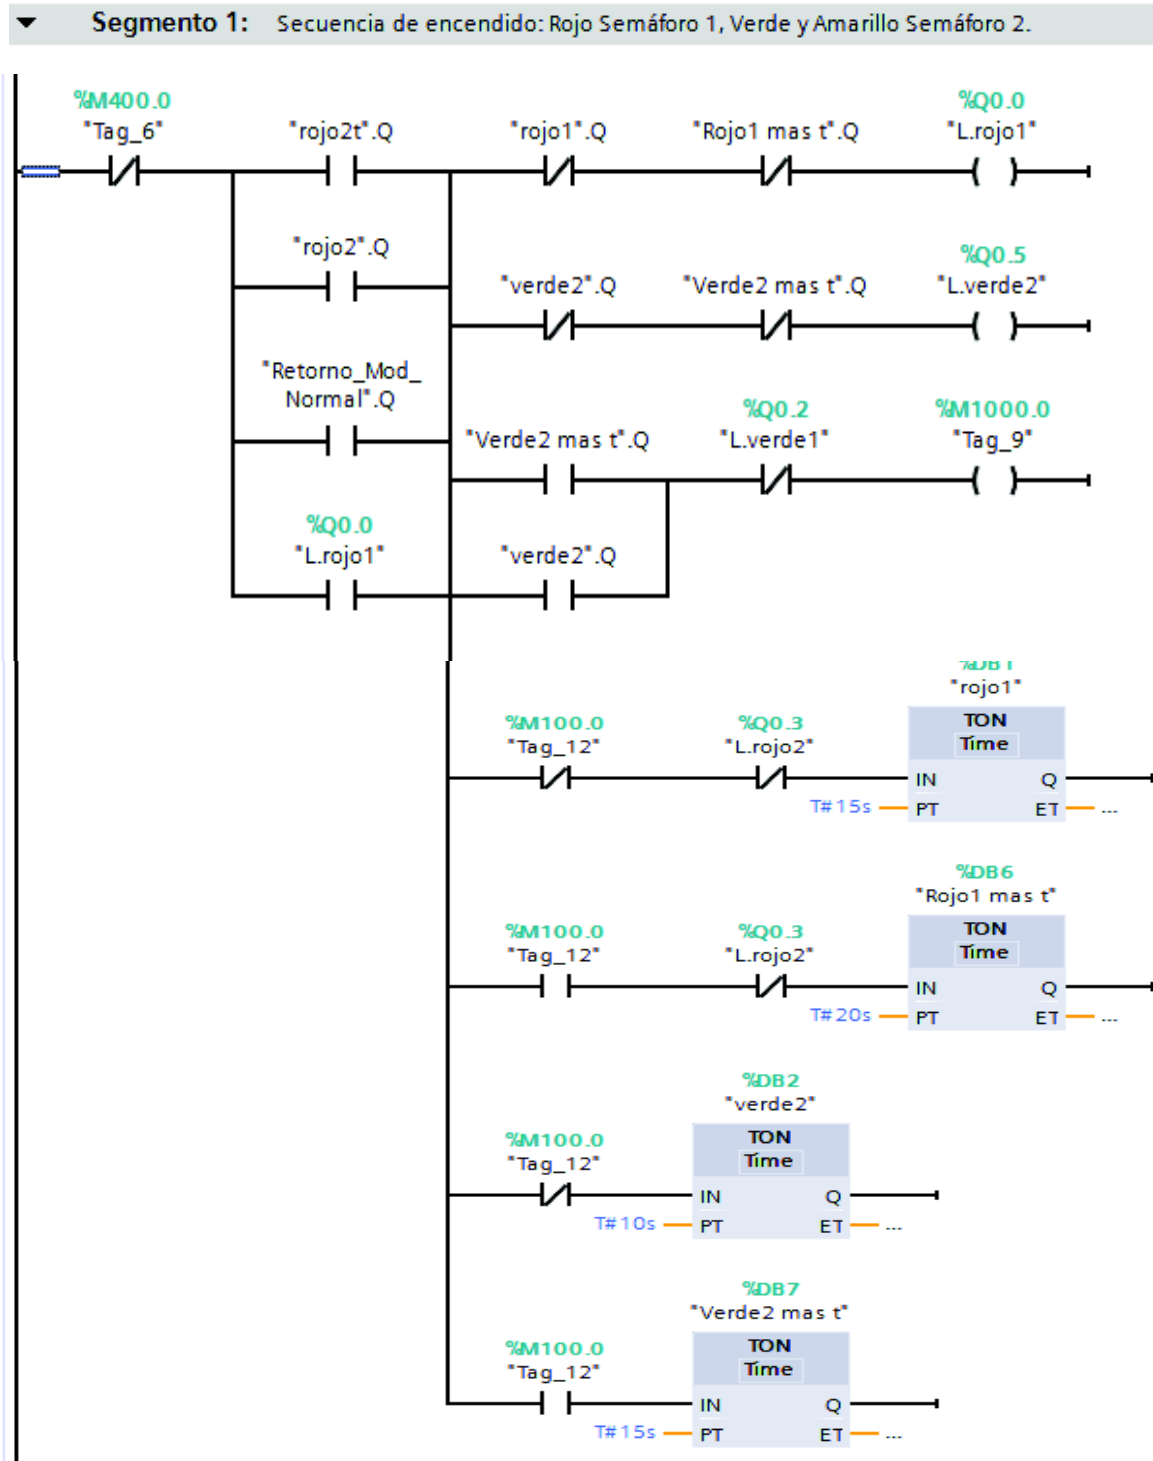 Segmento 1: Secuencia de encendido: Rojo Semáforo 1, Verde y Amarillo Semáforo 2.
%M400.0 %Q0.0
"Tag_6" "rojo2t".Q "rojo1".Q "Rojo1 mas t".Q "L.rojo1"
"rojo2".Q %Q0.5
"verde2".Q "Verde2 mas t".Q "L.verde2"
"Retorno_Mod_
Normal".Q
%Q0.2 %M1000.0
"Verde2 mas t".Q "L.verde1" "Tag_9"
%Q0.0
"L.rojo1" "verde2".Q
%DB1
"rojo1"
%M100.0 %Q0.3 TON
"Tag_12" "L.rojo2" Time
IN Q
T#15s PT ET ...
%DB6
"Rojo1 mas t"
%M100.0 %Q0.3 TON
"Tag_12" "L.rojo2" Time
IN Q
T#20s PT ET ...
%DB2
"verde2"
%M100.0 TON
"Tag_12" Time
IN Q
T#10s PT ET ...
%DB7
"Verde2 mas t"
%M100.0 TON
"Tag_12" Time
IN Q
T#15s PT ET ...